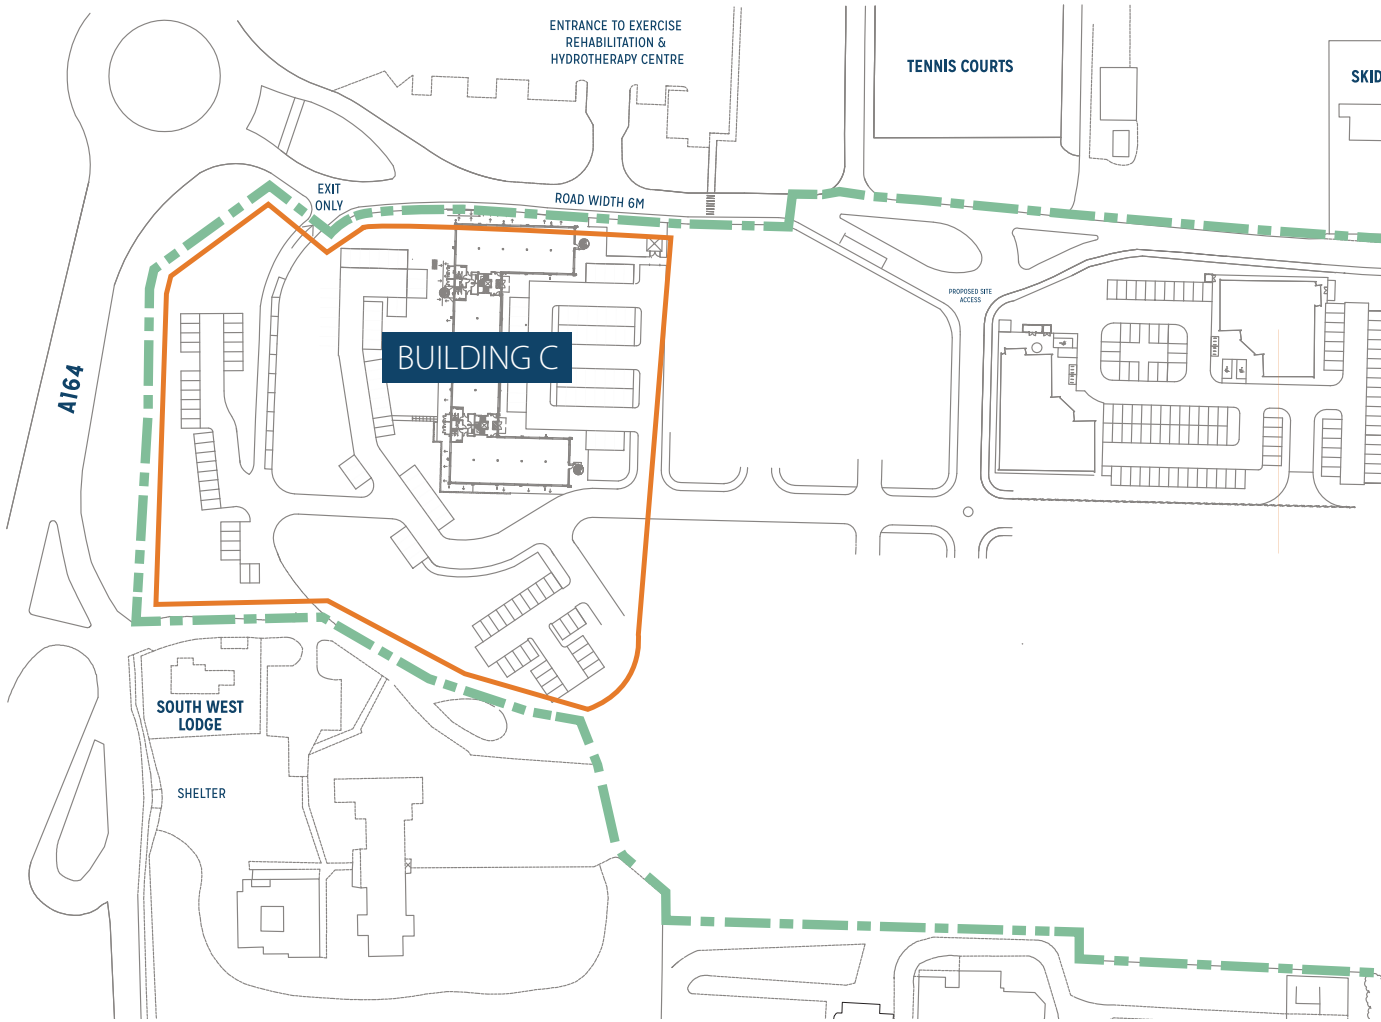 ENTRANCE TO EXERCISE
REHABILITATION &
HYDROTHERAPY CENTRE
TENNIS COURTS
SKID
EXIT
ONLY
ROAD WIDTH 6M
PROPOSED SITE
ACCESS
BUILDING C
A164
SOUTH WEST
LODGE
SHELTER